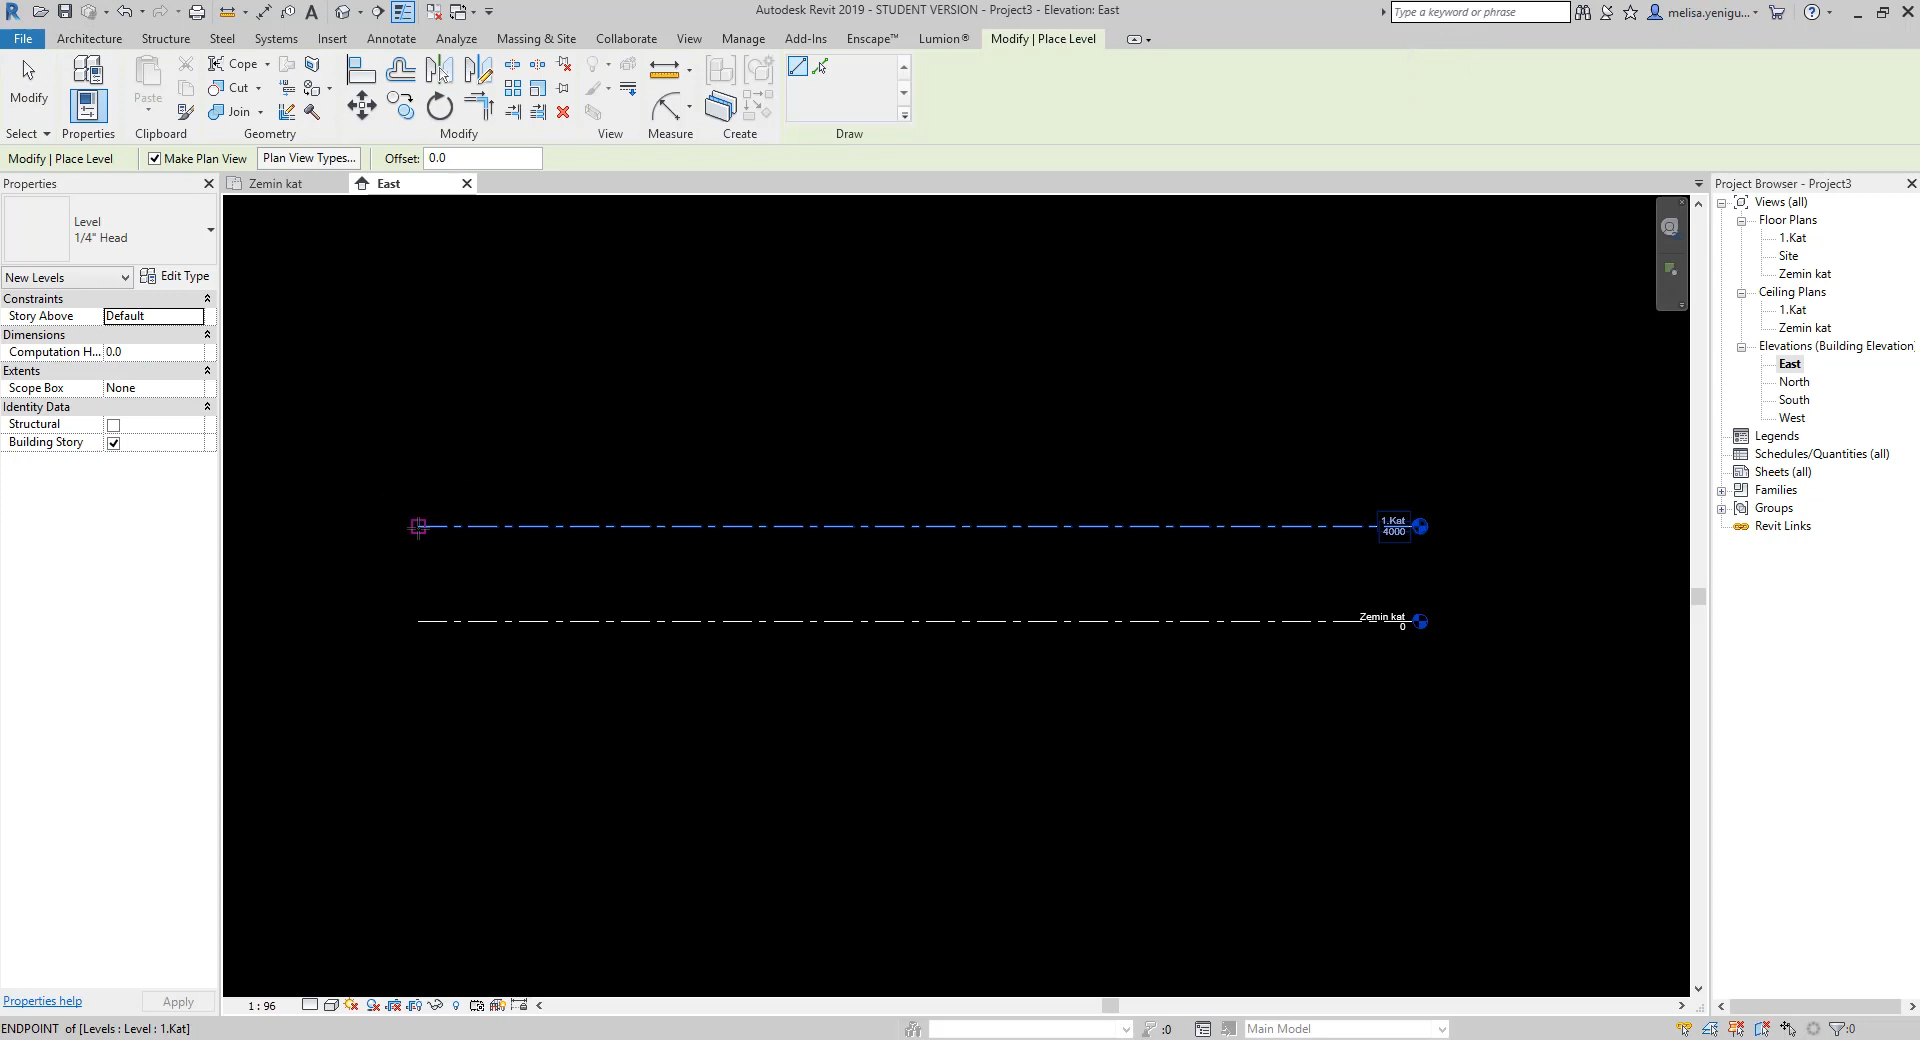 Autodesk Revit 2019 - STUDENT VERSION - Project3 - Elevation: East
Type a keyword or phrase
melisa.yenigu...
File Architecture Structure Steel Systems Insert Annotate Analyze Massing & Site Collaborate View Manage Add-Ins Enscape™ Lumion® Modify | Place Level
Modify
Properties
Paste
Cope
Cut
Join
Select Properties Clipboard Geometry Modify View Measure Create Draw
Modify | Place Level Make Plan View Plan View Types... Offset: 0.0
Properties
Level
1/4" Head
New Levels Edit Type
Constraints
Story Above Default
Dimensions
Computation H... 0.0
Extents
Scope Box None
Identity Data
Structural
Building Story
Properties help Apply
Zemin kat East
1.Kat
4000
Zemin kat
0
1 : 96
Project Browser - Project3
Views (all)
Floor Plans
1.Kat
Site
Zemin kat
Ceiling Plans
1.Kat
Zemin kat
Elevations (Building Elevation
East
North
South
West
Legends
Schedules/Quantities (all)
Sheets (all)
Families
Groups
Revit Links
ENDPOINT of [Levels : Level : 1.Kat]
:0
Main Model
:0